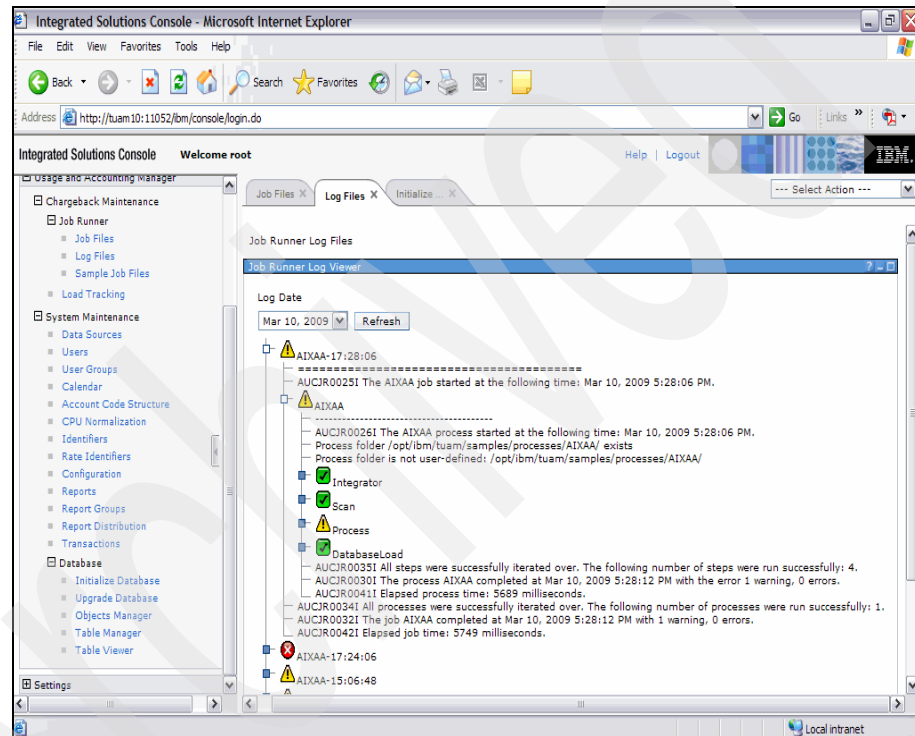 Integrated Solutions Console - Microsoft Internet Explorer
File Edit View Favorites Tools Help
Back Search Favorites
Address http://tuam10:11052/ibm/console/login.do Go Links »
Integrated Solutions Console Welcome root Help | Logout IBM.
Usage and Accounting Manager
Chargeback Maintenance
Job Runner
Job Files
Log Files
Sample Job Files
Load Tracking
System Maintenance
Data Sources
Users
User Groups
Calendar
Account Code Structure
CPU Normalization
Identifiers
Rate Identifiers
Configuration
Reports
Report Groups
Report Distribution
Transactions
Database
Initialize Database
Upgrade Database
Objects Manager
Table Manager
Table Viewer
Settings
Job Files X Log Files X Initialize ... X --- Select Action ---
Job Runner Log Files
Job Runner Log Viewer
Log Date
Mar 10, 2009 Refresh
AIXAA-17:28:06
========================================
AUCJR0025I The AIXAA job started at the following time: Mar 10, 2009 5:28:06 PM.
AIXAA
----------------------------------------
AUCJR0026I The AIXAA process started at the following time: Mar 10, 2009 5:28:06 PM.
Process folder /opt/ibm/tuam/samples/processes/AIXAA/ exists
Process folder is not user-defined: /opt/ibm/tuam/samples/processes/AIXAA/
Integrator
Scan
Process
DatabaseLoad
AUCJR0035I All steps were successfully iterated over. The following number of steps were run successfully: 4.
AUCJR0030I The process AIXAA completed at Mar 10, 2009 5:28:12 PM with the error 1 warning, 0 errors.
AUCJR0041I Elapsed process time: 5689 milliseconds.
AUCJR0034I All processes were successfully iterated over. The following number of processes were run successfully: 1.
AUCJR0032I The job AIXAA completed at Mar 10, 2009 5:28:12 PM with 1 warning, 0 errors.
AUCJR0042I Elapsed job time: 5749 milliseconds.
AIXAA-17:24:06
AIXAA-15:06:48
Local intranet